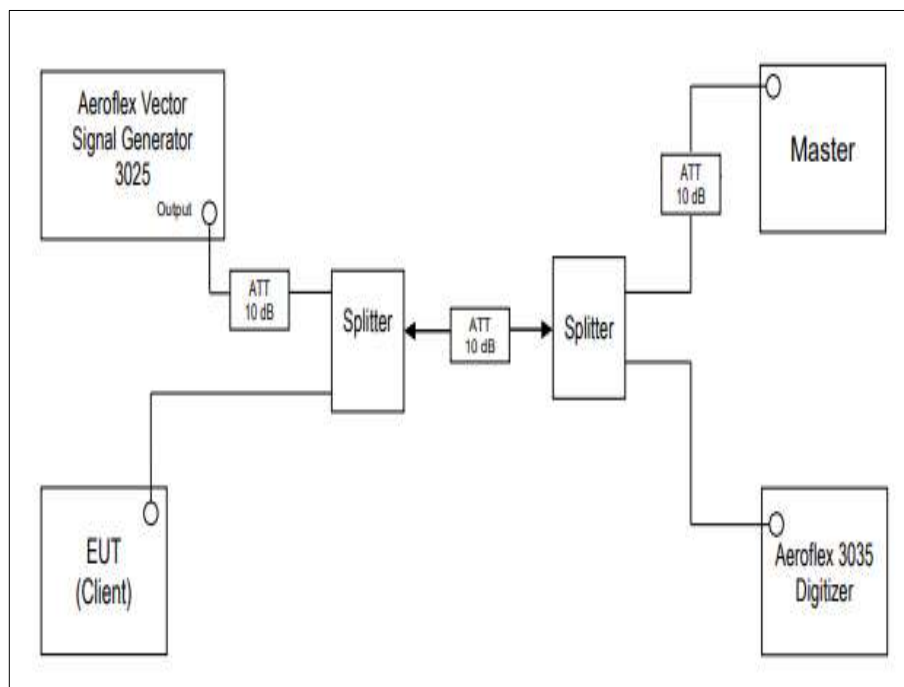 Aeroflex Vector
Signal Generator
3025
Output
ATT
10 dB
Splitter
ATT
10 dB
Splitter
ATT
10 dB
Master
EUT
(Client)
Aeroflex 3035
Digitizer